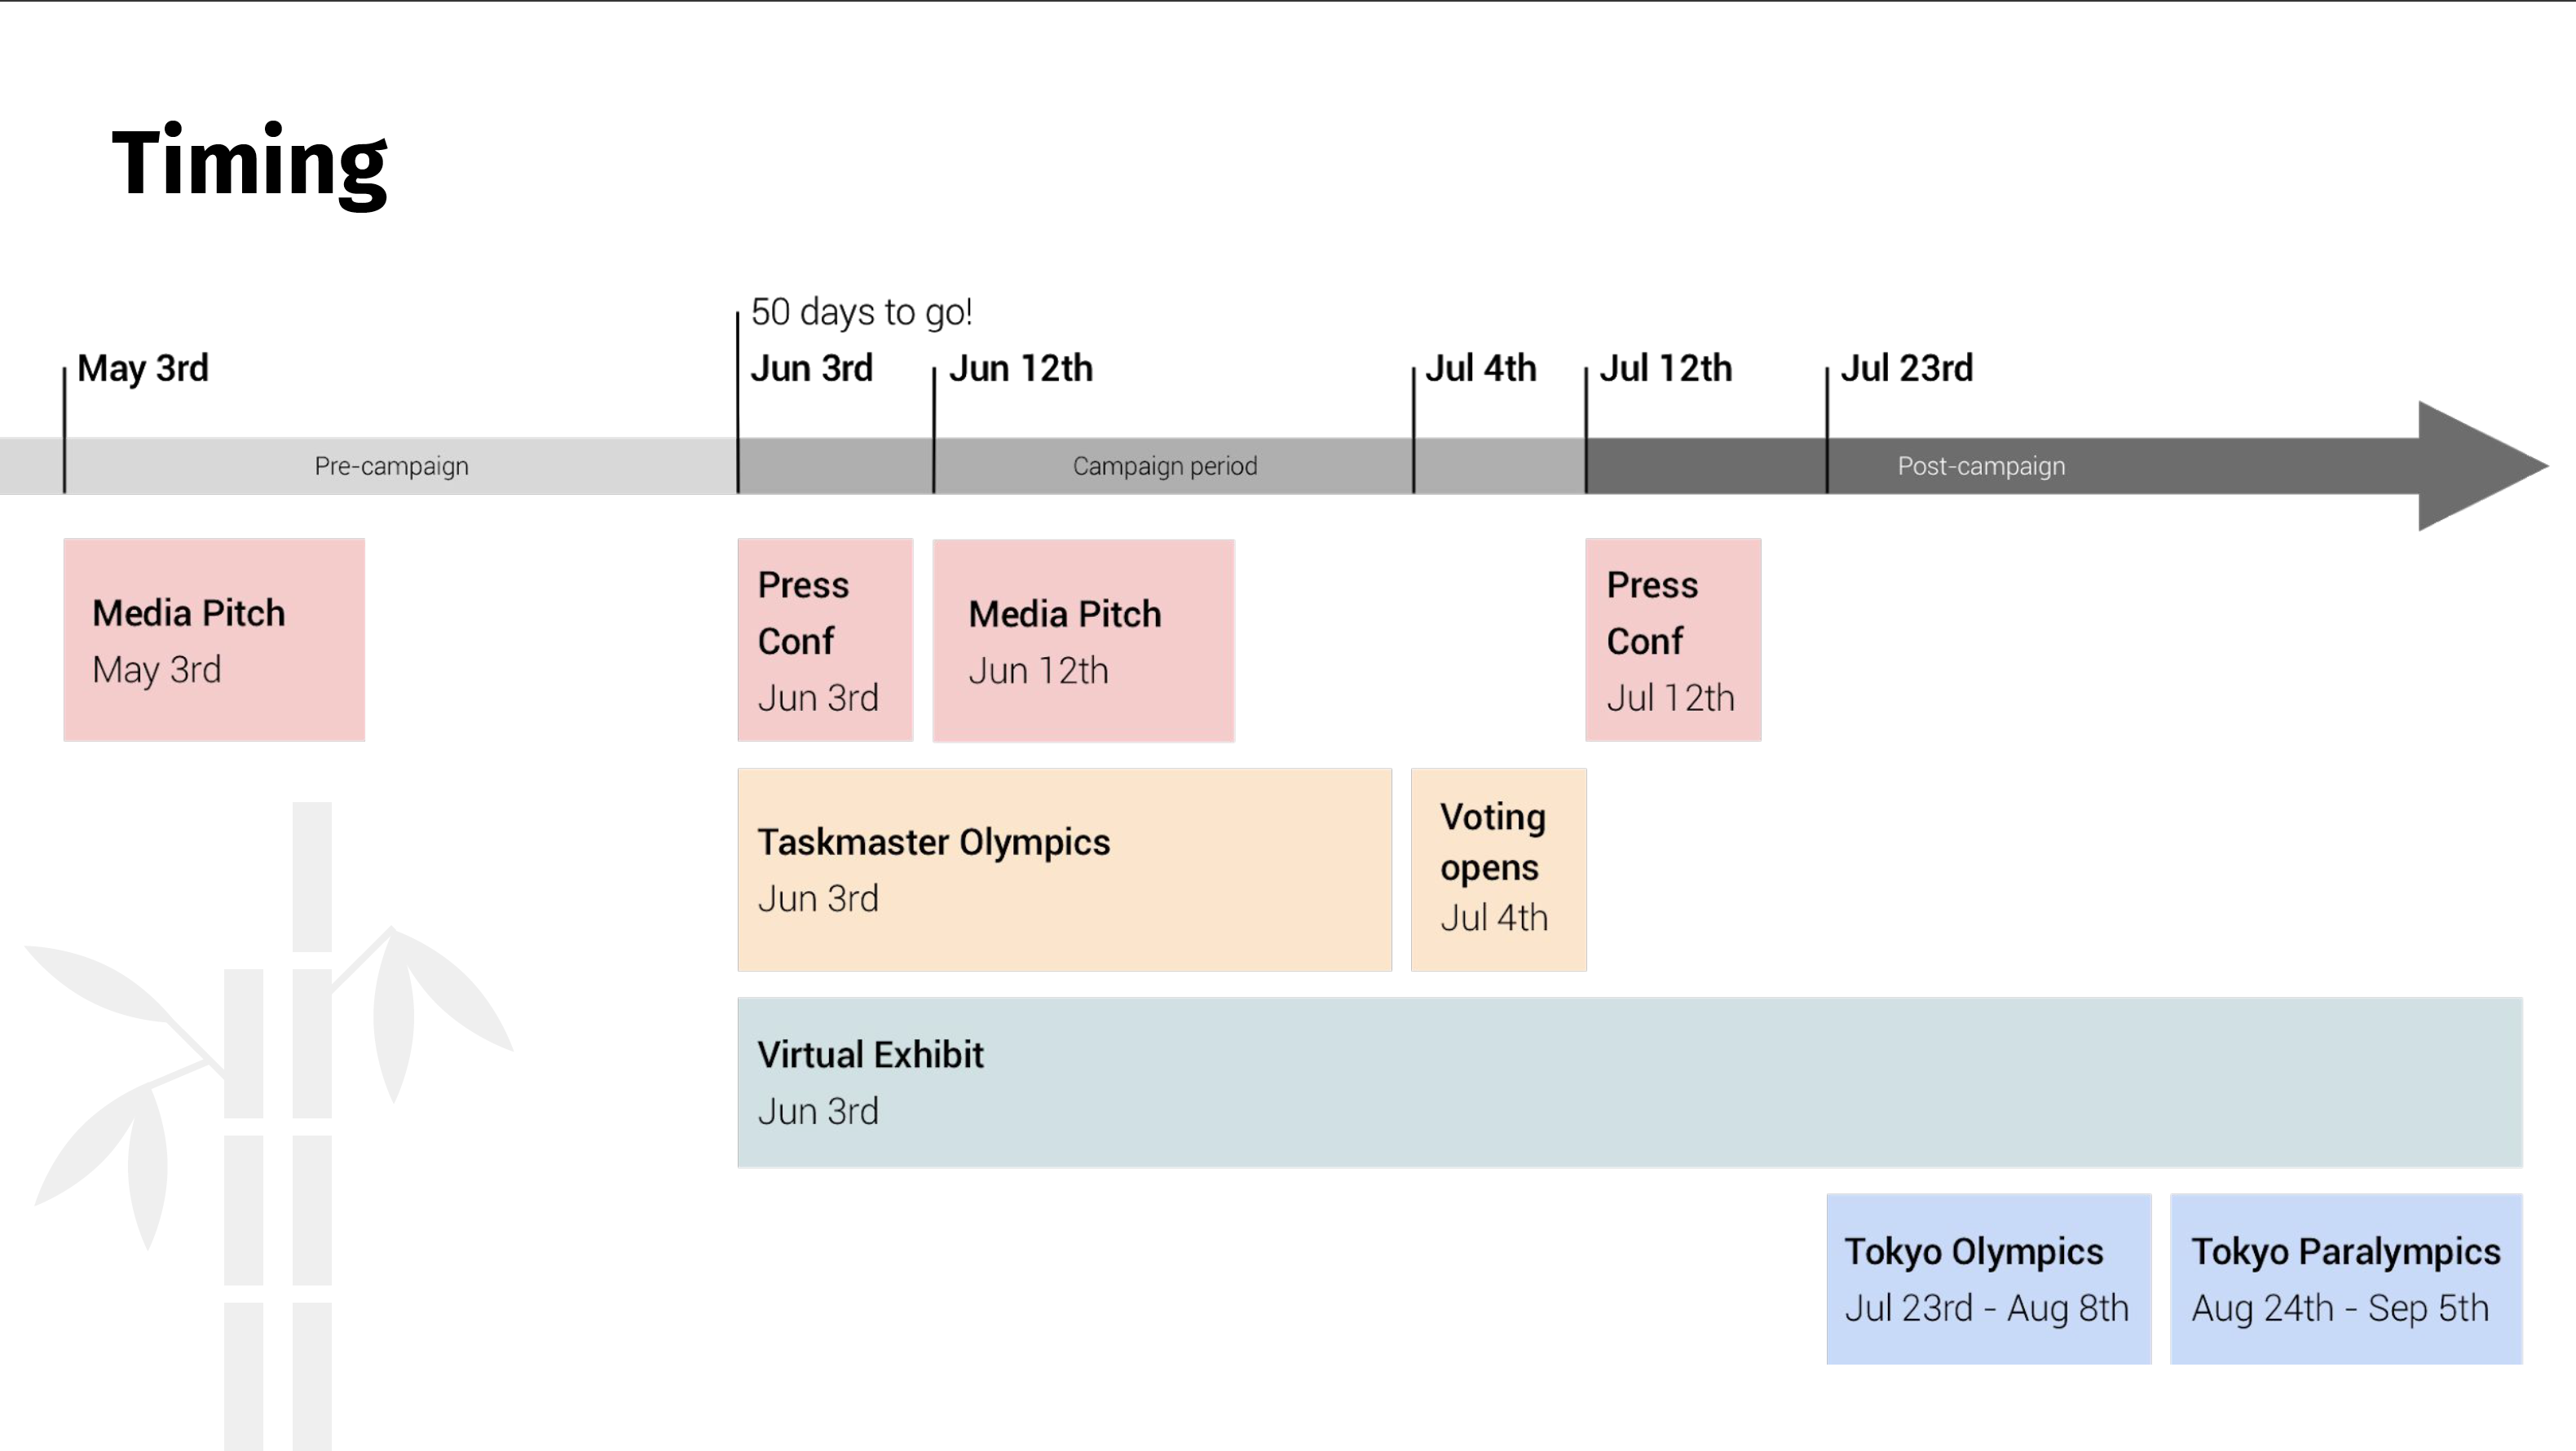 Timing
50 days to go!
May 3rd
Jun 3rd
Jun 12th
Jul 4th
Jul 12th
Jul 23rd
Pre-campaign
Campaign period
Post-campaign
Media Pitch
May 3rd
Press
Conf
Jun 3rd
Media Pitch
Jun 12th
Press
Conf
Jul 12th
Taskmaster Olympics
Jun 3rd
Voting
opens
Jul 4th
Virtual Exhibit
Jun 3rd
Tokyo Olympics
Jul 23rd - Aug 8th
Tokyo Paralympics
Aug 24th - Sep 5th